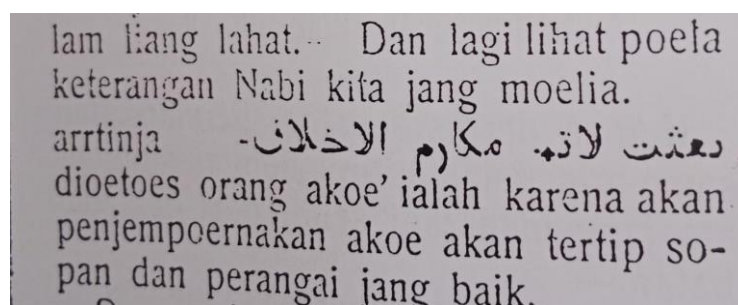 lam liang lahat.- Dan lagi lihat poela
keterangan Nabi kita jang moelia.
arrtinja بعثت لاتمـ مكارم الاخلاق-
dioetoes orang akoe' ialah karena akan
penjempoernakan akoe akan tertip so-
pan dan perangai jang baik.